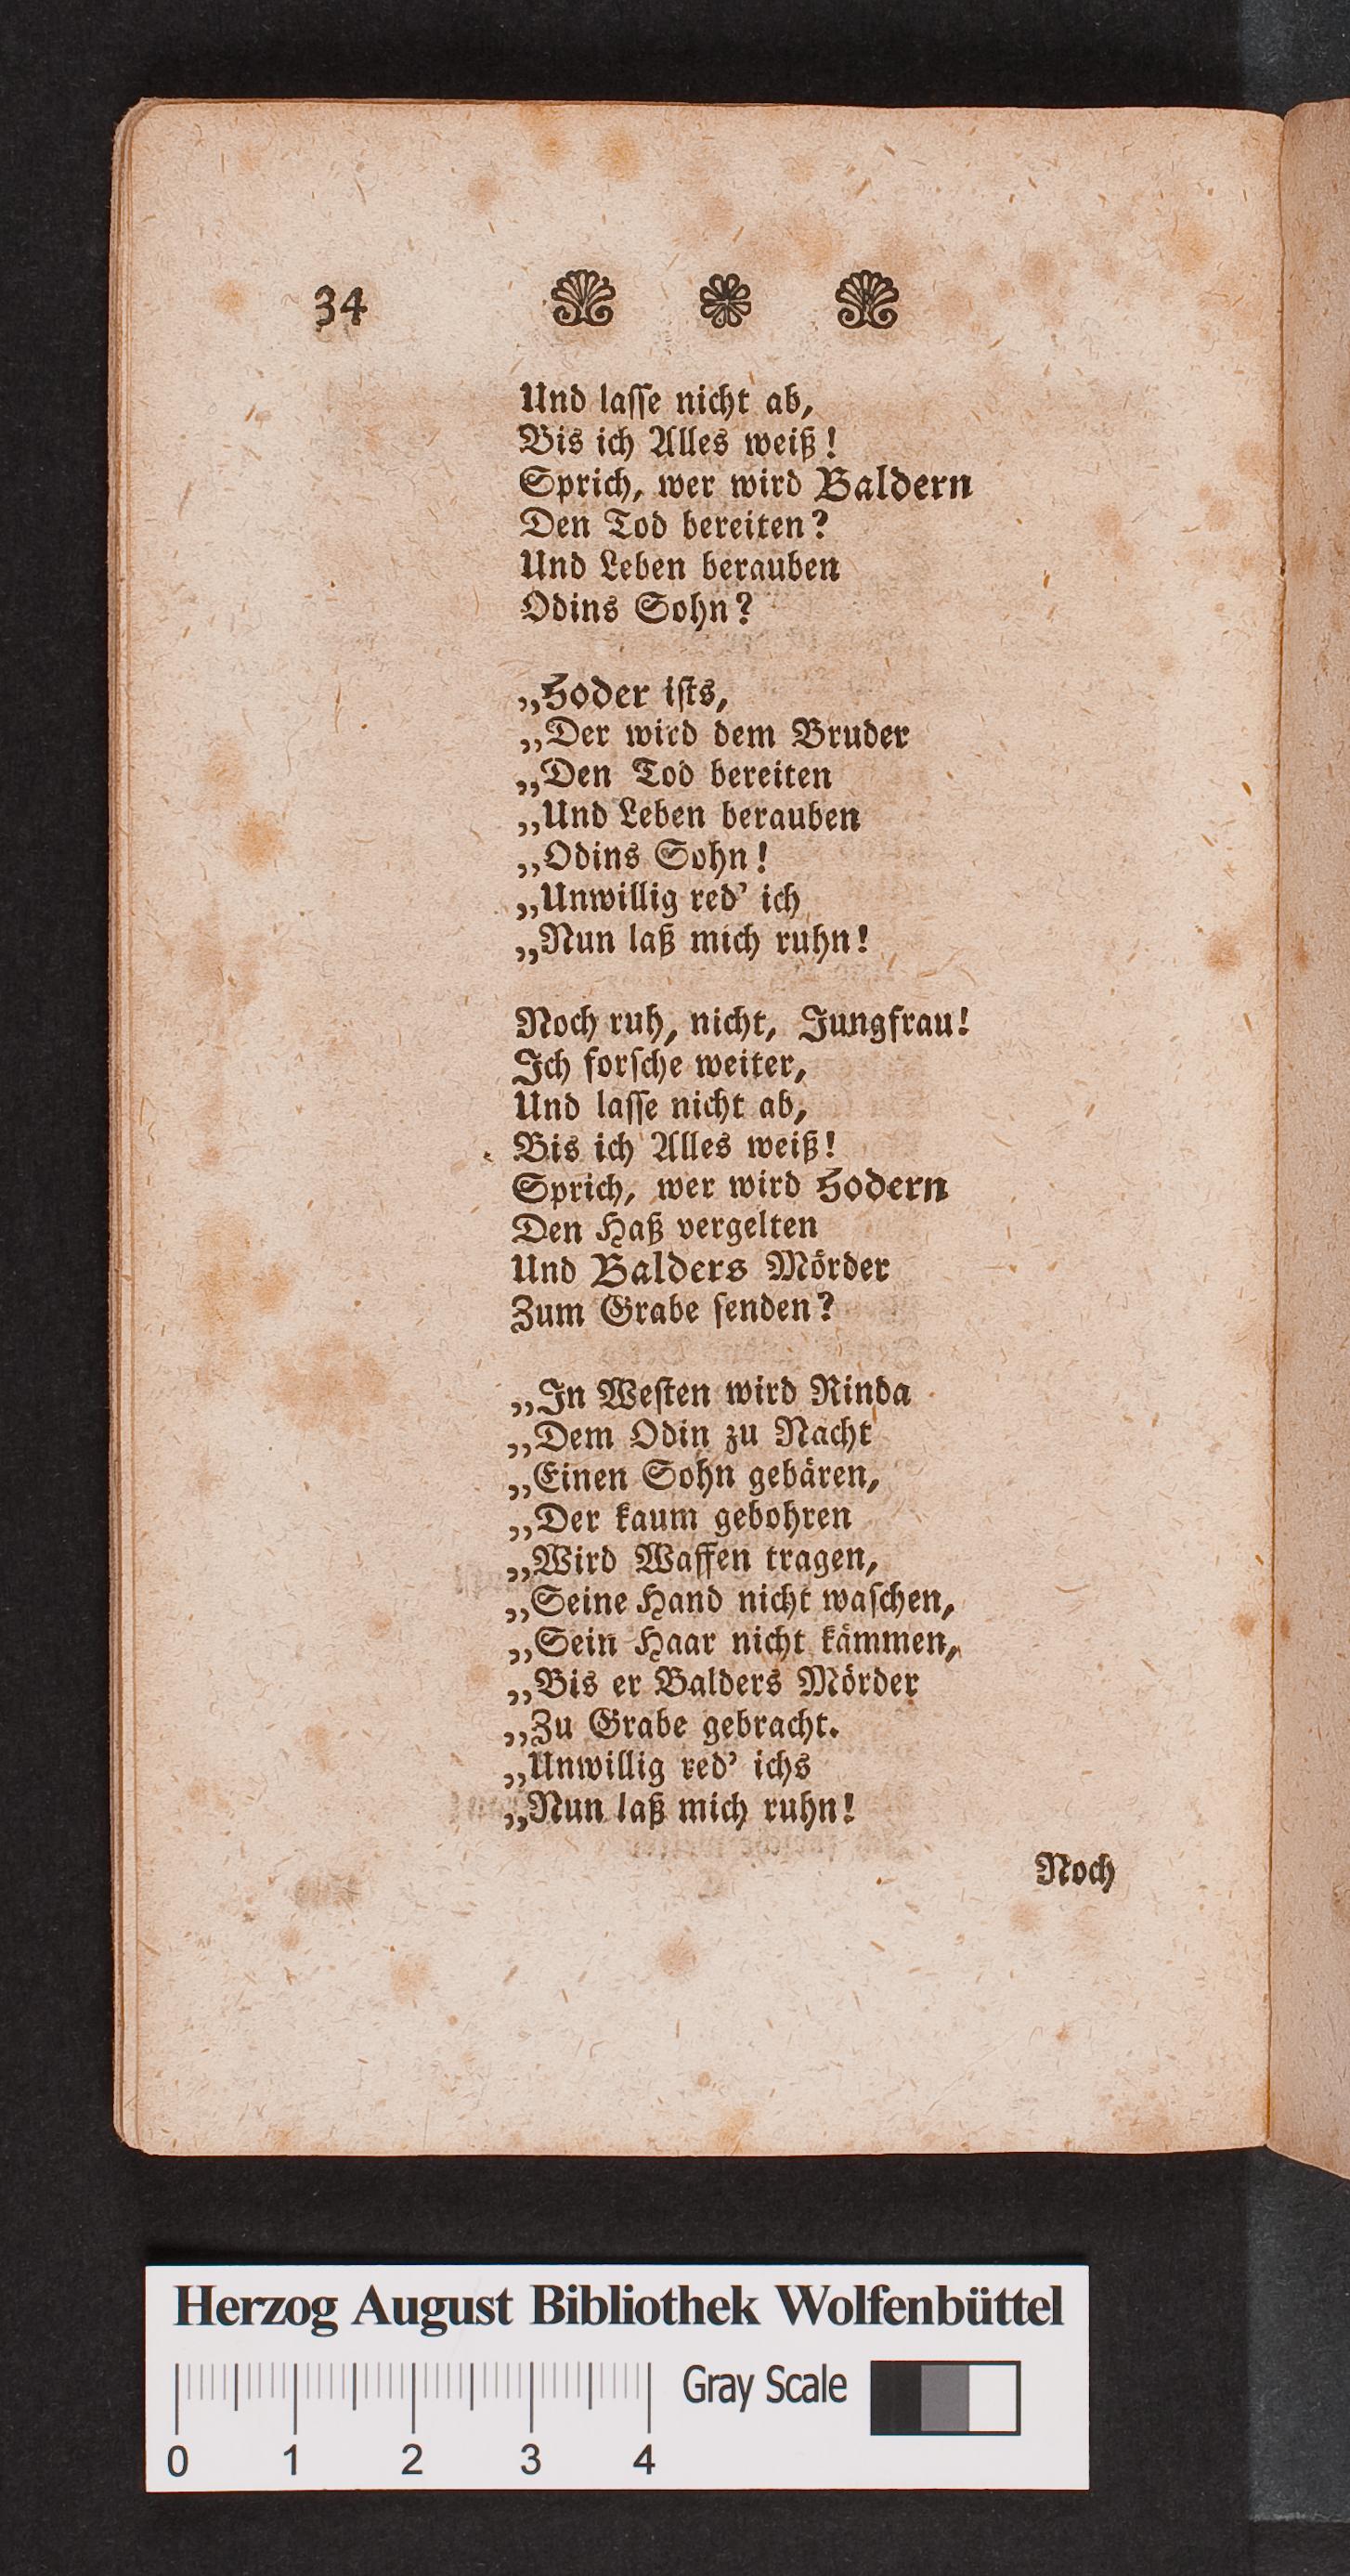 34
Und laſſe nicht ab,
Bis ich Alles weiß!
Sprich, wer wird Baldern
Den Tod bereiten?
Und Leben berauben
Odins Sohn?
„Hoder iſts,
„Der wird dem Bruder
„Den Tod bereiten
„Und Leben berauben
„Odins Sohn!
„Unwillig red’ ich
„Nun laß mich ruhn!
Noch ruh, nicht, Jungfrau!
Ich forſche weiter,
Und laſſe nicht ab,
Bis ich Alles weiß!
Sprich, wer wird Hodern
Den Haß vergelten
Und Balders Mörder
Zum Grabe ſenden?
„In Weſten wird Rinda
„Dem Odin zu Nacht
„Einen Sohn gebären,
„Der kaum gebohren
„Wird Waffen tragen,
„Seine Hand nicht waſchen,
„Sein Haar nicht kämmen,
„Bis er Balders Mörder
„Zu Grabe gebracht.
„Unwillig red’ ichs
„Nun laß mich ruhn!
Noch
Herzog August Bibliothek Wolfenbüttel
Gray Scale
0 1 2 3 4